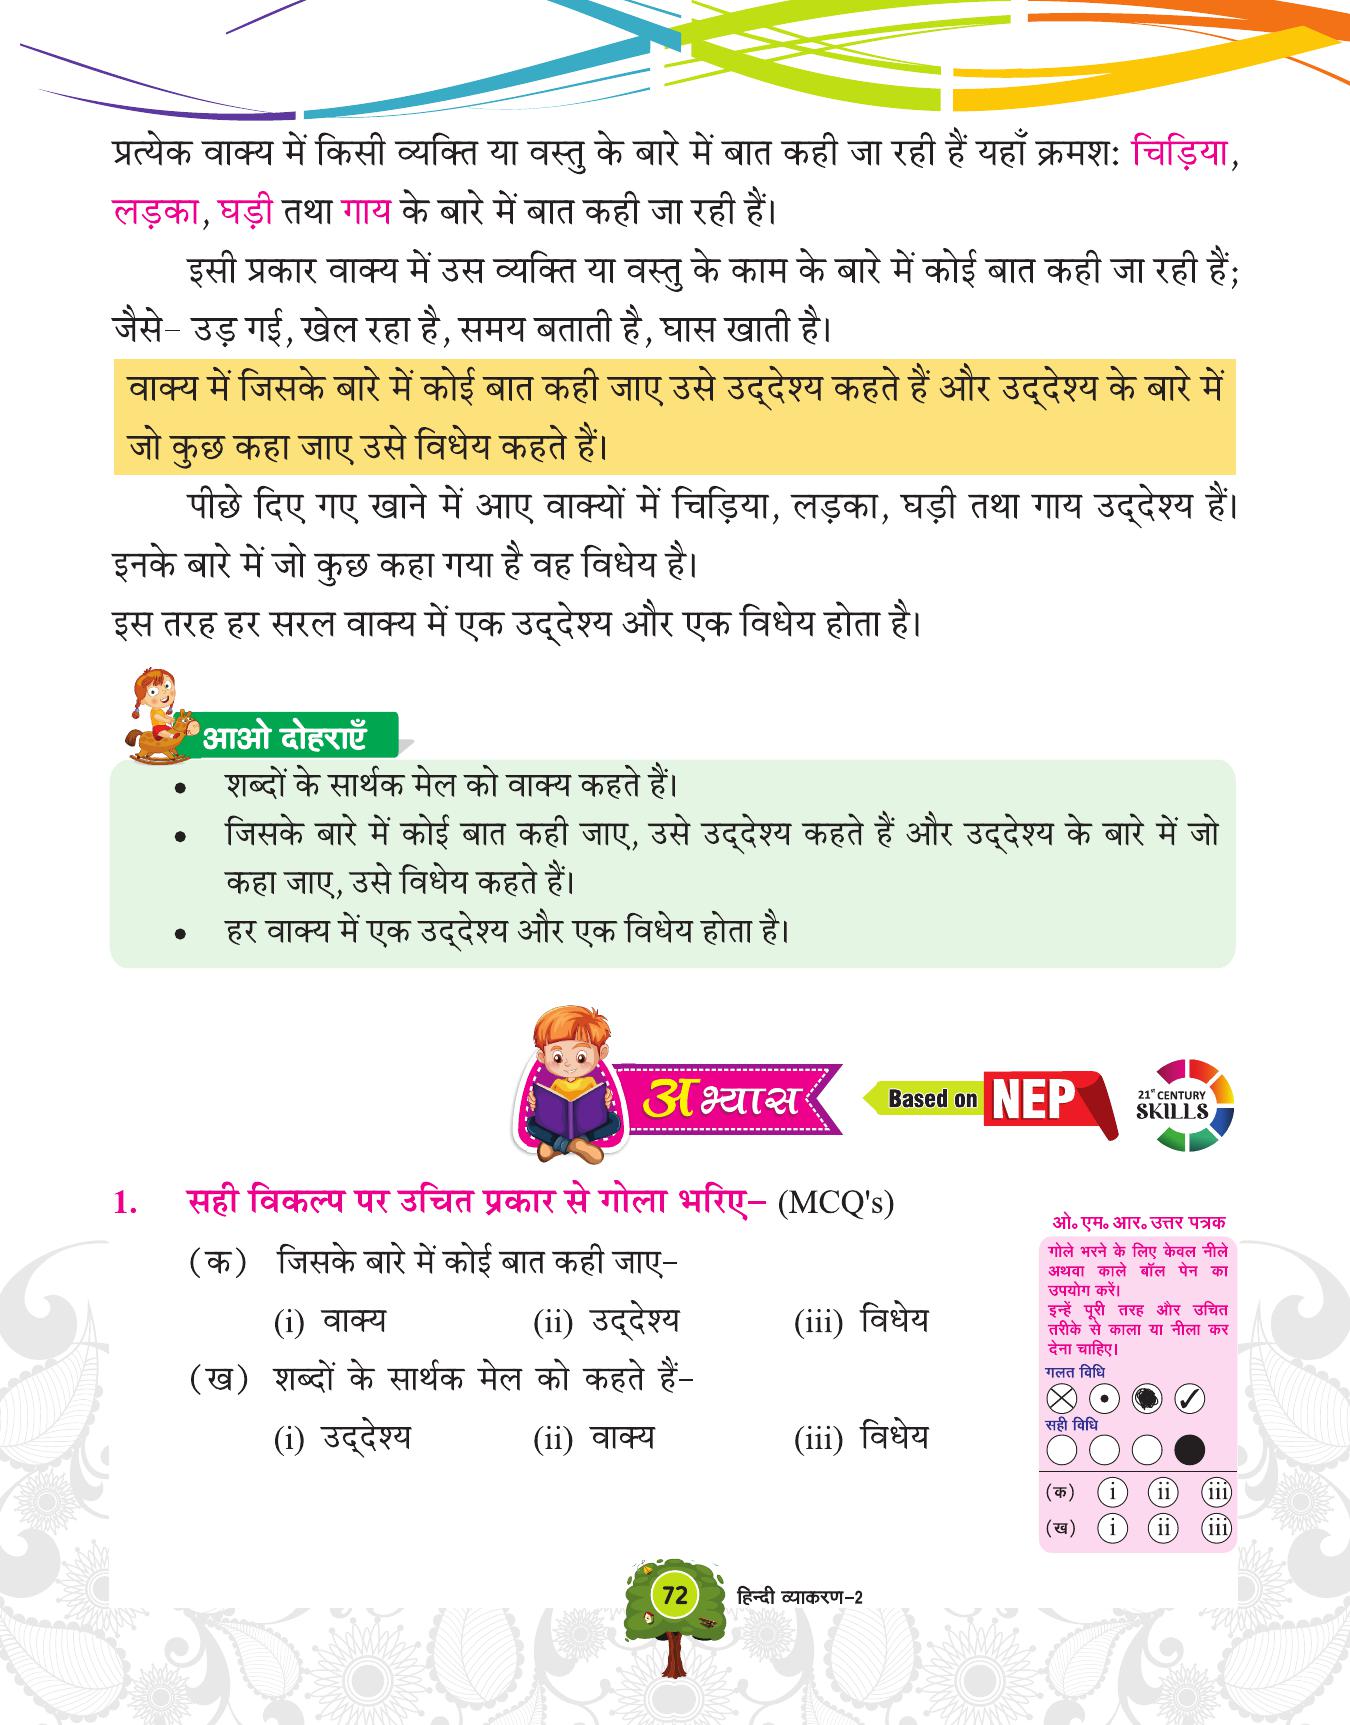 प्रत्येक वाक्य में किसी व्यक्ति या वस्तु के बारे में बात कही जा रही हैं यहाँ क्रमश: चिड़िया,
लड़का, घड़ी तथा गाय के बारे में बात कही जा रही हैं।
इसी प्रकार वाक्य में उस व्यक्ति या वस्तु के काम के बारे में कोई बात कही जा रही हैं;
जैसे- उड़ गई, खेल रहा है, समय बताती है, घास खाती है।
वाक्य में जिसके बारे में कोई बात कही जाए उसे उद्‌देश्य कहते हैं और उद्‌देश्य के बारे में
जो कुछ कहा जाए उसे विधेय कहते हैं।
पीछे दिए गए खाने में आए वाक्यों में चिड़िया, लड़का, घड़ी तथा गाय उद्‌देश्य हैं।
इनके बारे में जो कुछ कहा गया है वह विधेय है।
इस तरह हर सरल वाक्य में एक उद्‌देश्य और एक विधेय होता है।
आओ दोहराएँ
• शब्दों के सार्थक मेल को वाक्य कहते हैं।
• जिसके बारे में कोई बात कही जाए, उसे उद्‌देश्य कहते हैं और उद्‌देश्य के बारे में जो
कहा जाए, उसे विधेय कहते हैं।
• हर वाक्य में एक उद्‌देश्य और एक विधेय होता है।
अभ्यास
Based on NEP
21st CENTURY
SKILLS
1. सही विकल्प पर उचित प्रकार से गोला भरिए- (MCQ's)
(क) जिसके बारे में कोई बात कही जाए-
(i) वाक्य (ii) उद्‌देश्य (iii) विधेय
(ख) शब्दों के सार्थक मेल को कहते हैं-
(i) उद्‌देश्य (ii) वाक्य (iii) विधेय
ओ॰ एम॰ आर॰ उत्तर पत्रक
गोले भरने के लिए केवल नीले
अथवा काले बॉल पेन का
उपयोग करें।
इन्हें पूरी तरह और उचित
तरीके से काला या नीला कर
देना चाहिए।
गलत विधि
सही विधि
(क) i ii iii
(ख) i ii iii
72 हिन्दी व्याकरण-2